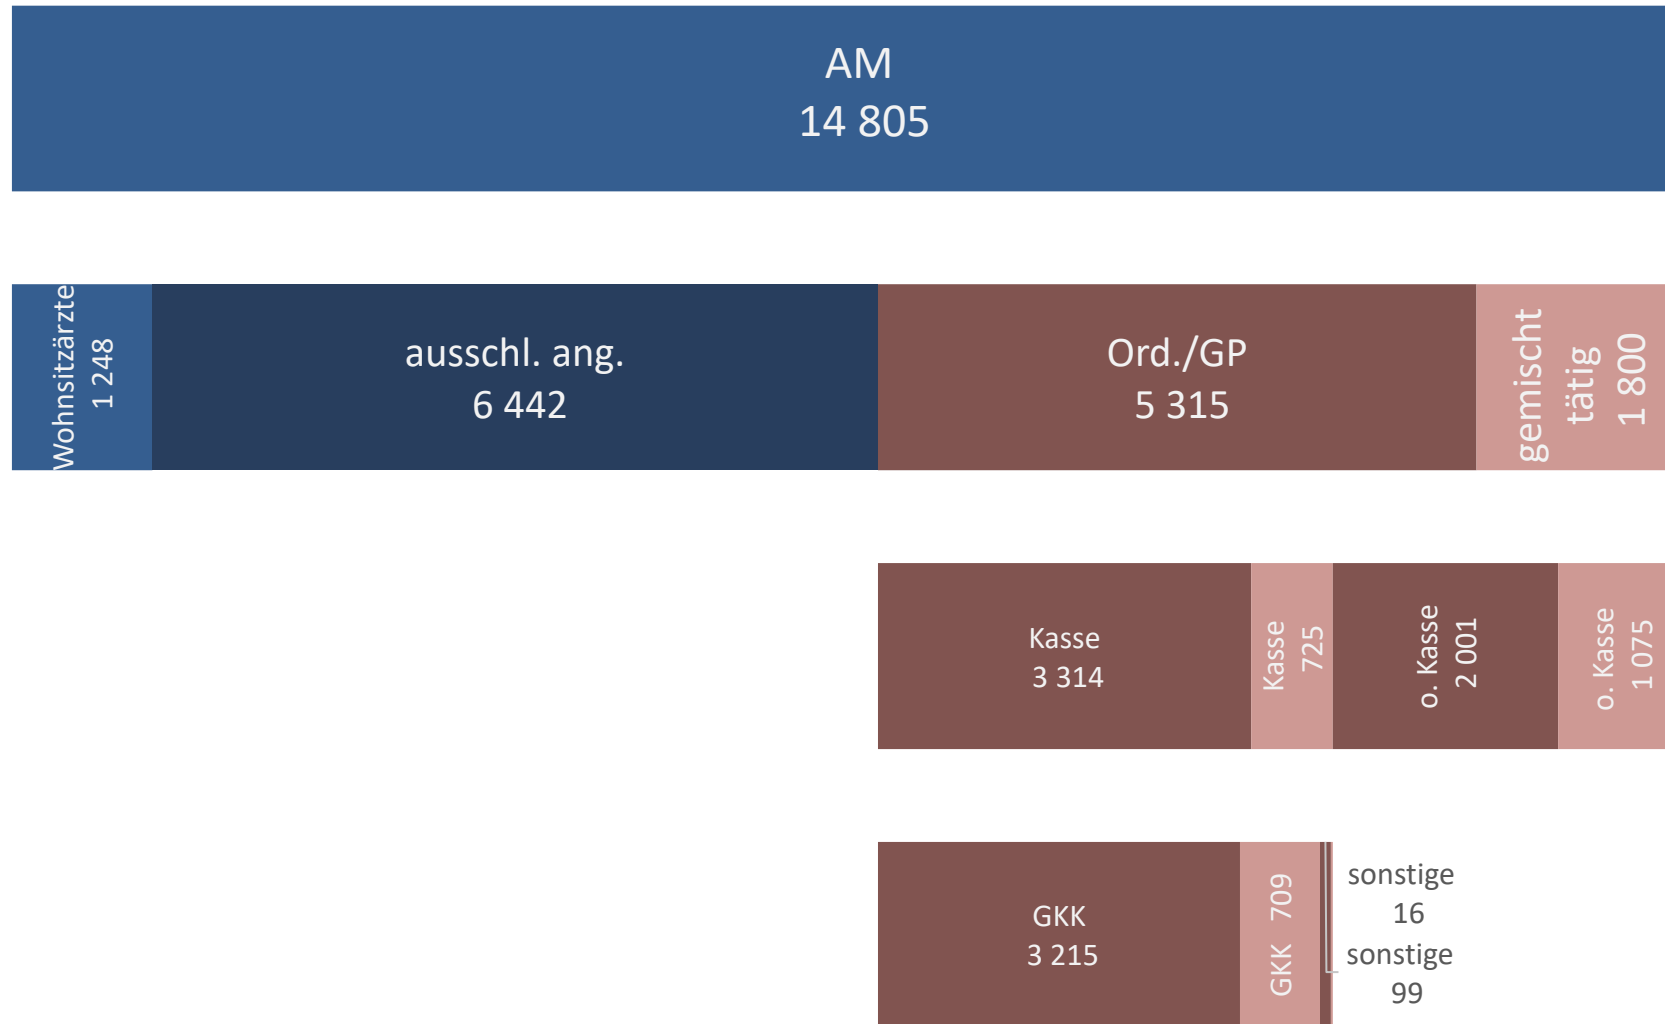 AM
14 805
Wohnsitzärzte
1 248
ausschl. ang.
6 442
Ord./GP
5 315
gemischt
tätig
1 800
Kasse
3 314
Kasse
725
o. Kasse
2 001
o. Kasse
1 075
GKK
3 215
GKK 709
sonstige
16
sonstige
99